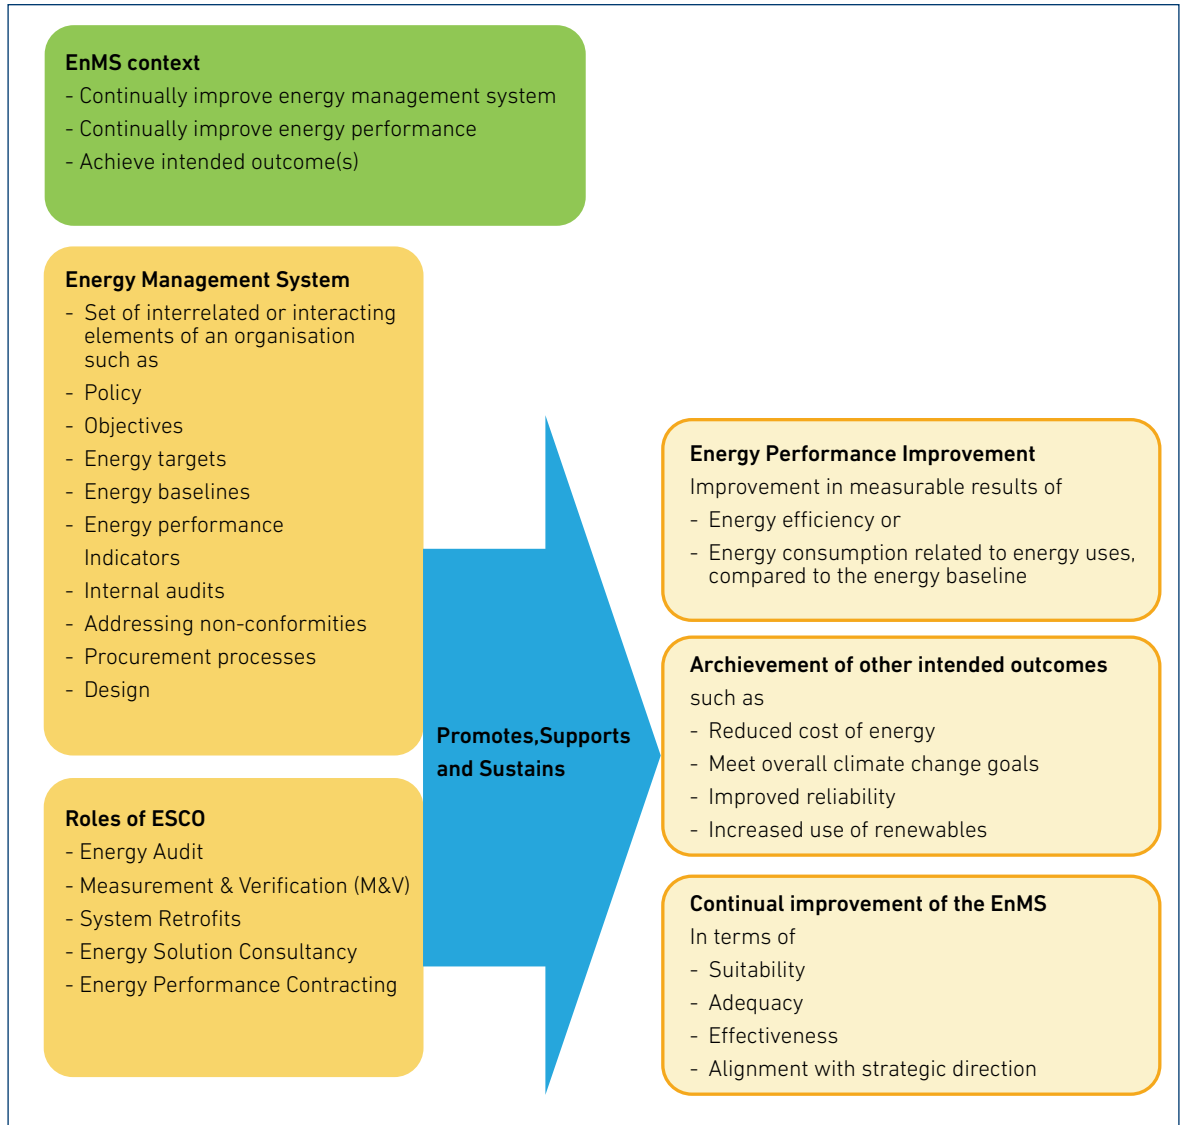 EnMS context
- Continually improve energy management system
- Continually improve energy performance
- Achieve intended outcome(s)
Energy Management System
- Set of interrelated or interacting
elements of an organisation
such as
- Policy
- Objectives
- Energy targets
- Energy baselines
- Energy performance
Indicators
- Internal audits
- Addressing non-conformities
- Procurement processes
- Design
Roles of ESCO
- Energy Audit
- Measurement & Verification (M&V)
- System Retrofits
- Energy Solution Consultancy
- Energy Performance Contracting
Promotes,Supports
and Sustains
Energy Performance Improvement
Improvement in measurable results of
- Energy efficiency or
- Energy consumption related to energy uses,
compared to the energy baseline
Archievement of other intended outcomes
such as
- Reduced cost of energy
- Meet overall climate change goals
- Improved reliability
- Increased use of renewables
Continual improvement of the EnMS
In terms of
- Suitability
- Adequacy
- Effectiveness
- Alignment with strategic direction